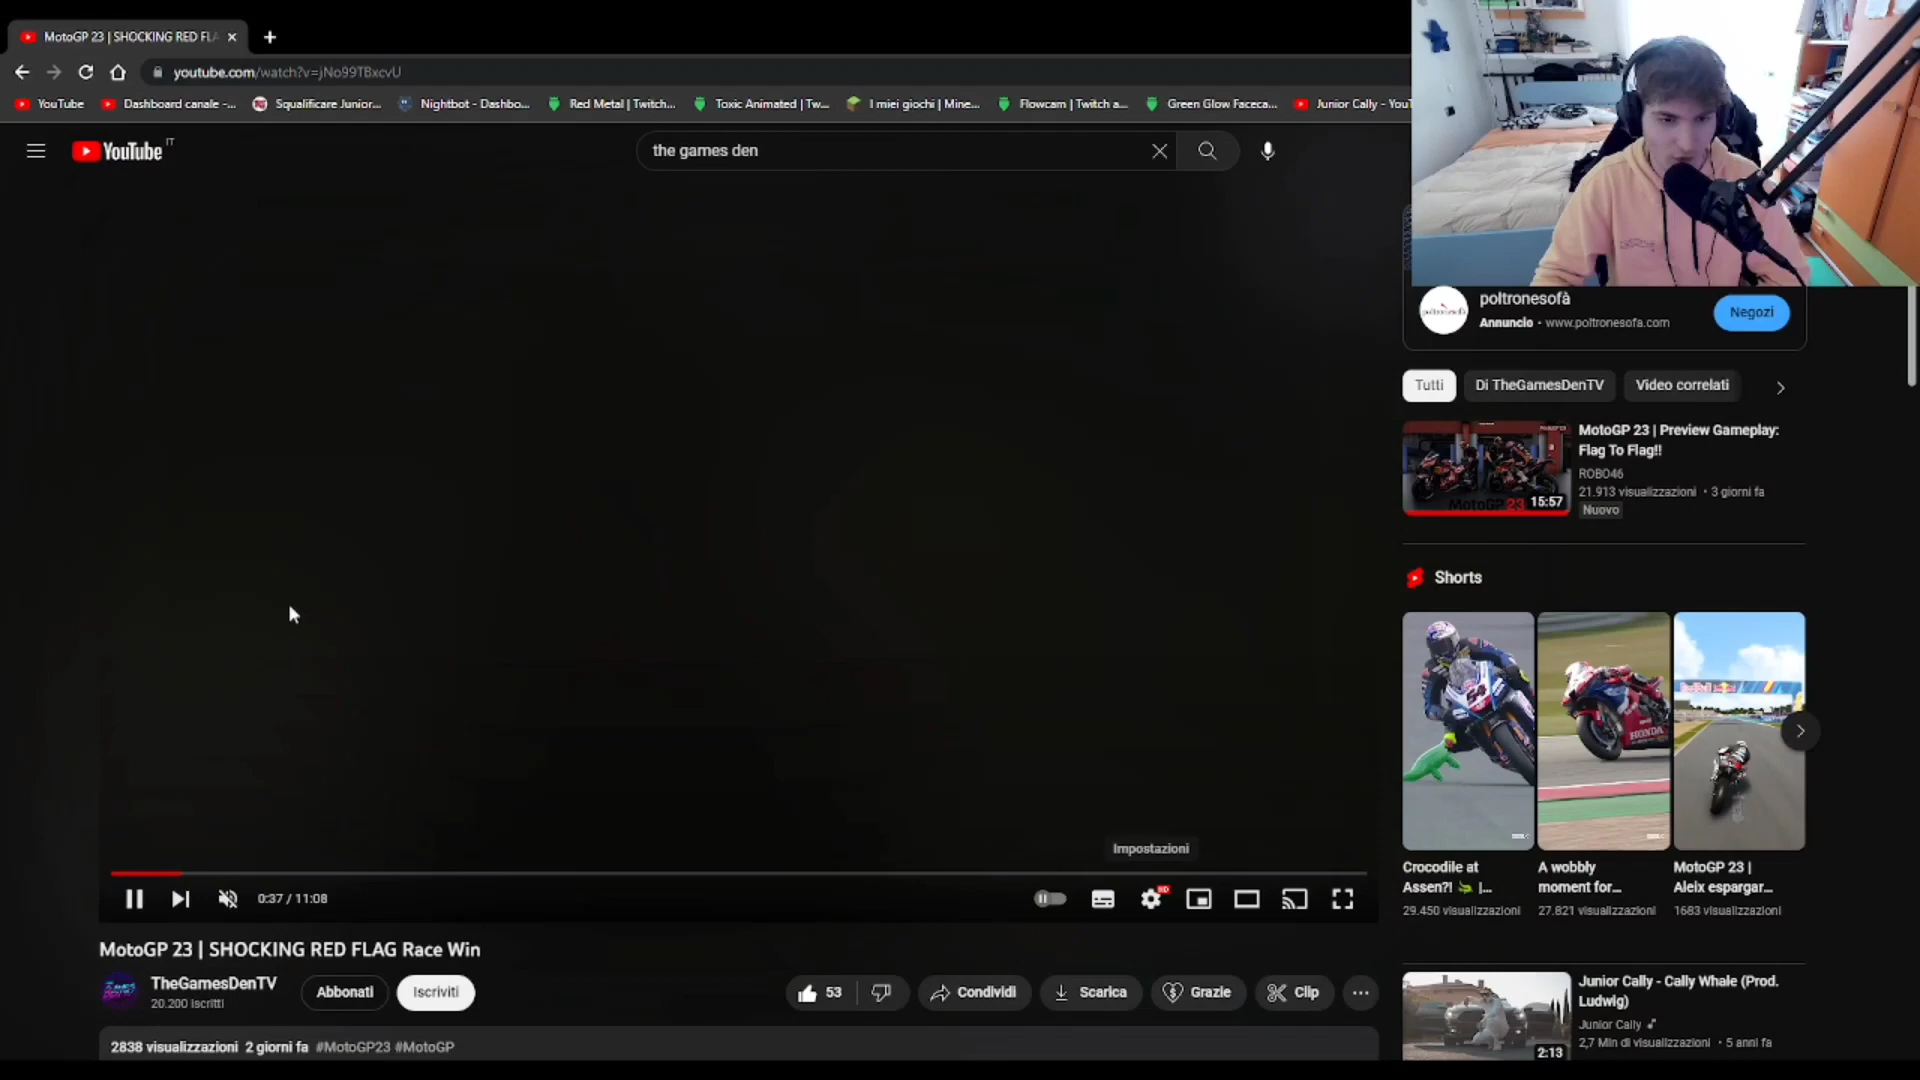 MotoGP 23 | SHOCKING RED FLA
youtube.com/watch?v=jNo99TBxcvU
YouTube
Dashboard canale -...
Squalificare Junior...
Nightbot - Dashbo...
Red Metal | Twitch...
Toxic Animated | Tw...
I miei giochi | Mine...
Flowcam | Twitch a...
Green Glow Faceca...
Junior Cally - YouT
YouTube IT
the games den
poltronesofà
Annuncio • www.poltronesofa.com
Negozi
Tutti
Di TheGamesDenTV
Video correlati
MotoGP 23 | Preview Gameplay:
Flag To Flag!!
ROBO46
21.913 visualizzazioni • 3 giorni fa
Nuovo
MotoGP 23
15:57
Shorts
HONDA
Crocodile at
Assen?! 🐊 |...
29.450 visualizzazioni
A wobbly
moment for...
27.821 visualizzazioni
MotoGP 23 |
Aleix espargar...
1683 visualizzazioni
Impostazioni
0:37 / 11:08
HD
MotoGP 23 | SHOCKING RED FLAG Race Win
TheGamesDenTV
20.200 iscritti
Abbonati
Iscriviti
53
Condividi
Scarica
Grazie
Clip
2838 visualizzazioni 2 giorni fa #MotoGP23 #MotoGP
Junior Cally - Cally Whale (Prod.
Ludwig)
Junior Cally
2,7 Mln di visualizzazioni • 5 anni fa
2:13